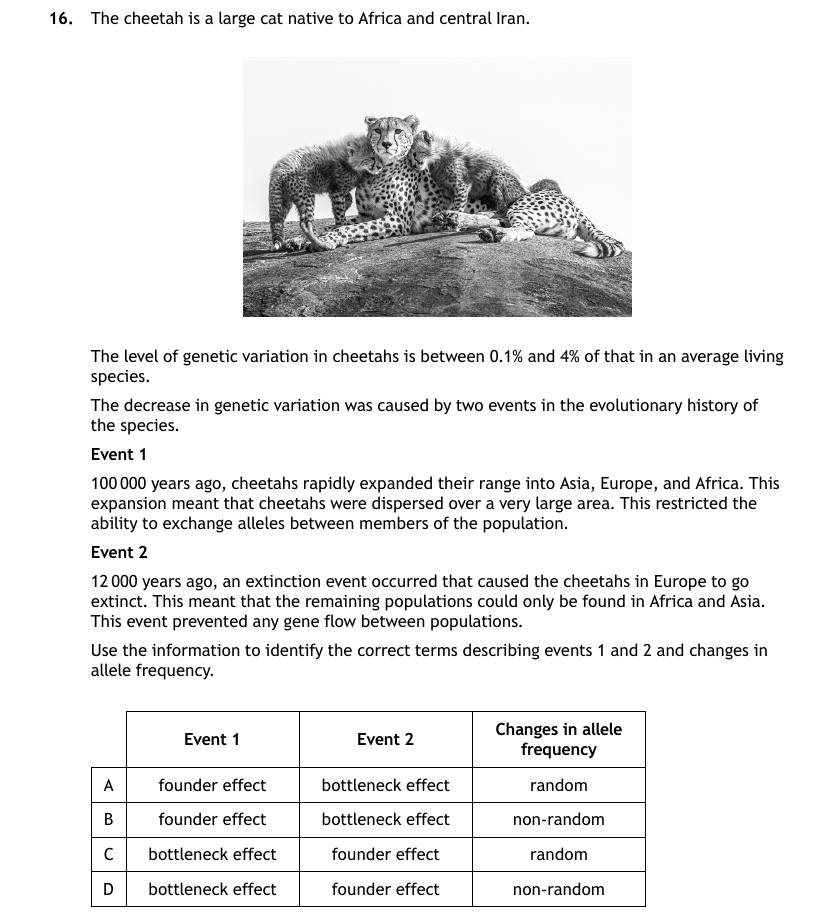 16. The cheetah is a large cat native to Africa and central Iran.
The level of genetic variation in cheetahs is between 0.1% and 4% of that in an average living
species.
The decrease in genetic variation was caused by two events in the evolutionary history of
the species.
Event 1
100 000 years ago, cheetahs rapidly expanded their range into Asia, Europe, and Africa. This
expansion meant that cheetahs were dispersed over a very large area. This restricted the
ability to exchange alleles between members of the population.
Event 2
12 000 years ago, an extinction event occurred that caused the cheetahs in Europe to go
extinct. This meant that the remaining populations could only be found in Africa and Asia.
This event prevented any gene flow between populations.
Use the information to identify the correct terms describing events 1 and 2 and changes in
allele frequency.
Event 1 Event 2 Changes in allele
frequency
A founder effect bottleneck effect random
B founder effect bottleneck effect non-random
C bottleneck effect founder effect random
D bottleneck effect founder effect non-random